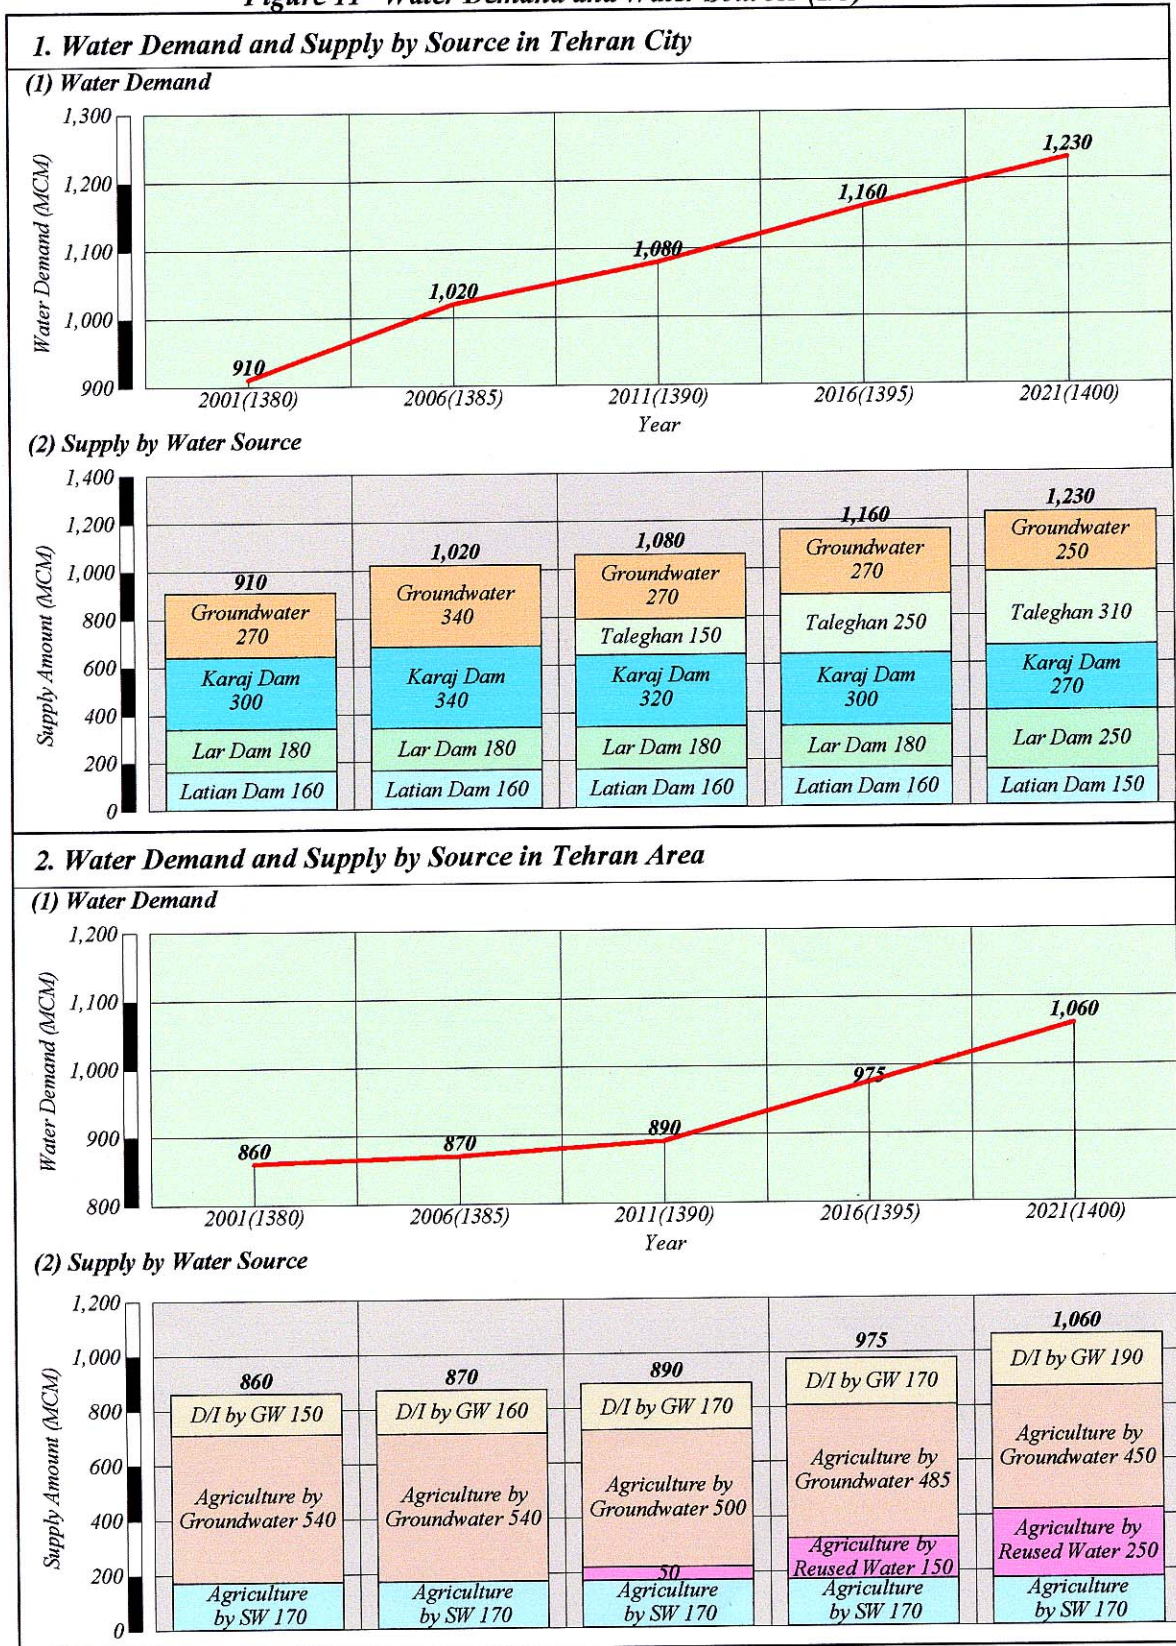 Figure 11 Water Demand and Water Sources
1. Water Demand and Supply by Source in Tehran City
(1) Water Demand
Water Demand (MCM)
1,300
1,200
1,100
1,000
900
910
1,020
1,080
1,160
1,230
2001(1380)
2006(1385)
2011(1390)
2016(1395)
2021(1400)
Year
(2) Supply by Water Source
Supply Amount (MCM)
1,400
1,200
1,000
800
600
400
200
0
910
Groundwater
270
Karaj Dam
300
Lar Dam 180
Latian Dam 160
1,020
Groundwater
340
Karaj Dam
340
Lar Dam 180
Latian Dam 160
1,080
Groundwater
270
Taleghan 150
Karaj Dam
320
Lar Dam 180
Latian Dam 160
1,160
Groundwater
270
Taleghan 250
Karaj Dam
300
Lar Dam 180
Latian Dam 160
1,230
Groundwater
250
Taleghan 310
Karaj Dam
270
Lar Dam 250
Latian Dam 150
2. Water Demand and Supply by Source in Tehran Area
(1) Water Demand
Water Demand (MCM)
1,200
1,100
1,000
900
800
860
870
890
975
1,060
2001(1380)
2006(1385)
2011(1390)
2016(1395)
2021(1400)
Year
(2) Supply by Water Source
Supply Amount (MCM)
1,200
1,000
800
600
400
200
0
860
D/I by GW 150
Agriculture by
Groundwater 540
Agriculture
by SW 170
870
D/I by GW 160
Agriculture by
Groundwater 540
Agriculture
by SW 170
890
D/I by GW 170
Agriculture by
Groundwater 500
50
Agriculture
by SW 170
975
D/I by GW 170
Agriculture by
Groundwater 485
Agriculture by
Reused Water 150
Agriculture
by SW 170
1,060
D/I by GW 190
Agriculture by
Groundwater 450
Agriculture by
Reused Water 250
Agriculture
by SW 170